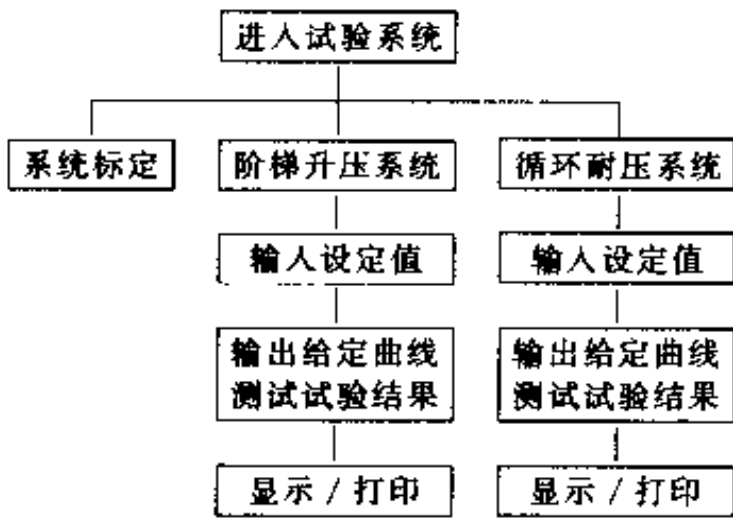 进入试验系统
系统标定
阶梯升压系统
循环耐压系统
输入设定值
输入设定值
输出给定曲线
测试试验结果
输出给定曲线
测试试验结果
显示/打印
显示/打印